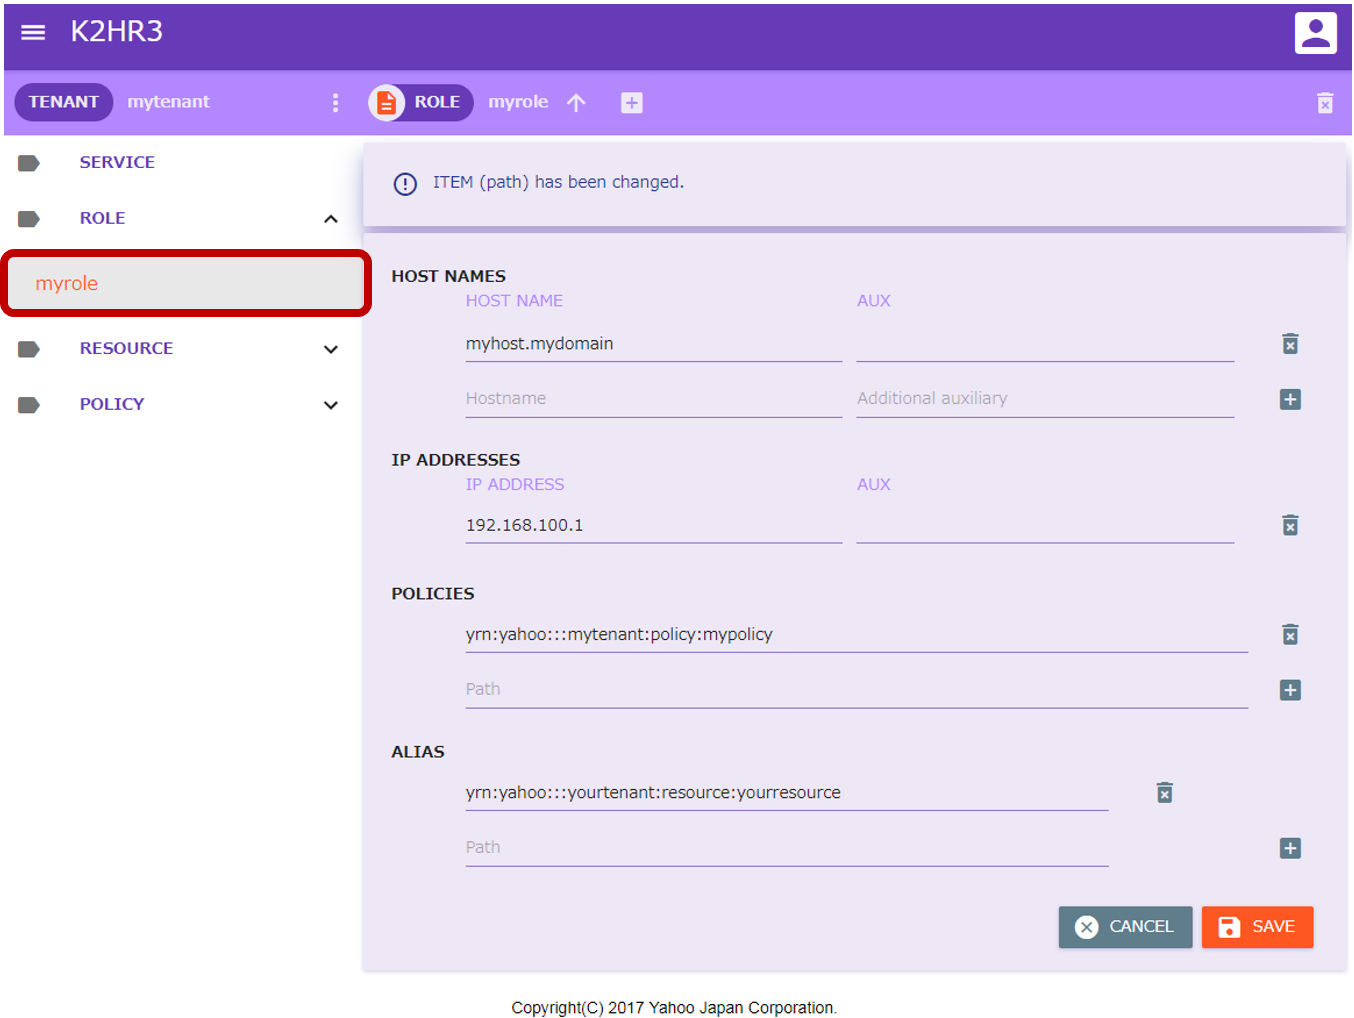 K2HR3
TENANT mytenant ROLE myrole
SERVICE
ROLE
myrole
RESOURCE
POLICY
ITEM (path) has been changed.
HOST NAMES
HOST NAME AUX
myhost.mydomain
Hostname Additional auxiliary
IP ADDRESSES
IP ADDRESS AUX
192.168.100.1
POLICIES
yrn:yahoo:::mytenant:policy:mypolicy
Path
ALIAS
yrn:yahoo:::yourtenant:resource:yourresource
Path
CANCEL SAVE
Copyright(C) 2017 Yahoo Japan Corporation.